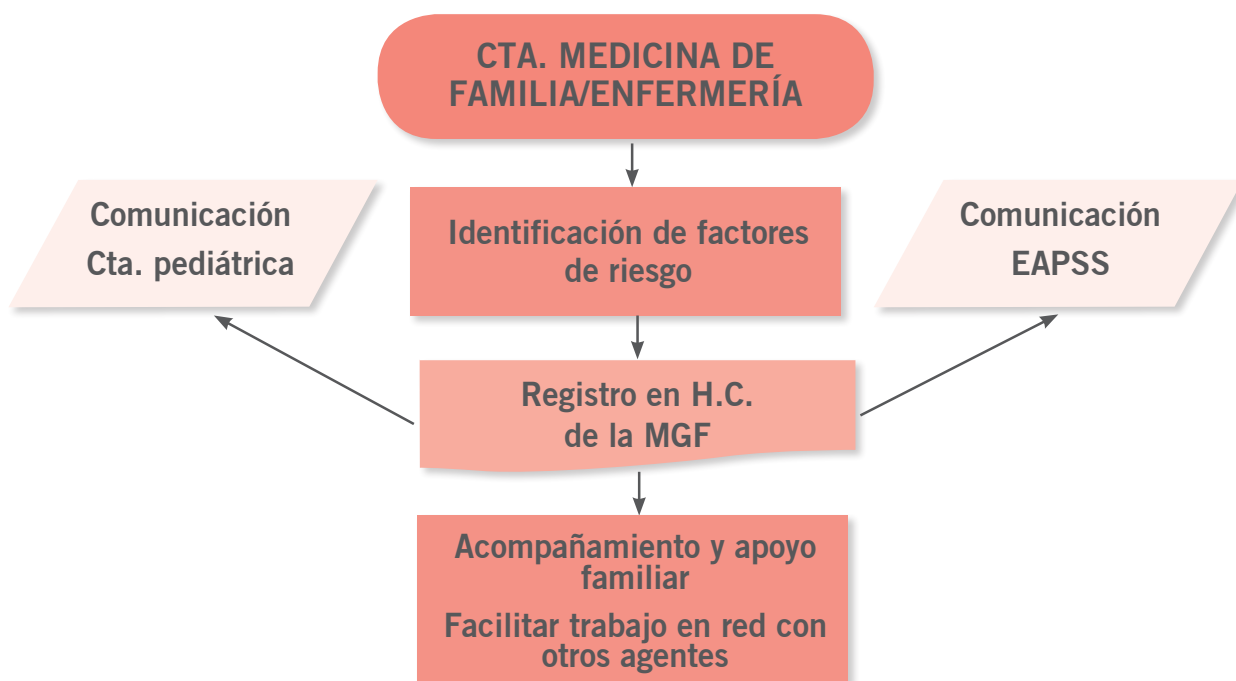 CTA. MEDICINA DE
FAMILIA/ENFERMERÍA
Comunicación
Cta. pediátrica
Identificación de factores
de riesgo
Comunicación
EAPSS
Registro en H.C.
de la MGF
Acompañamiento y apoyo
familiar
Facilitar trabajo en red con
otros agentes